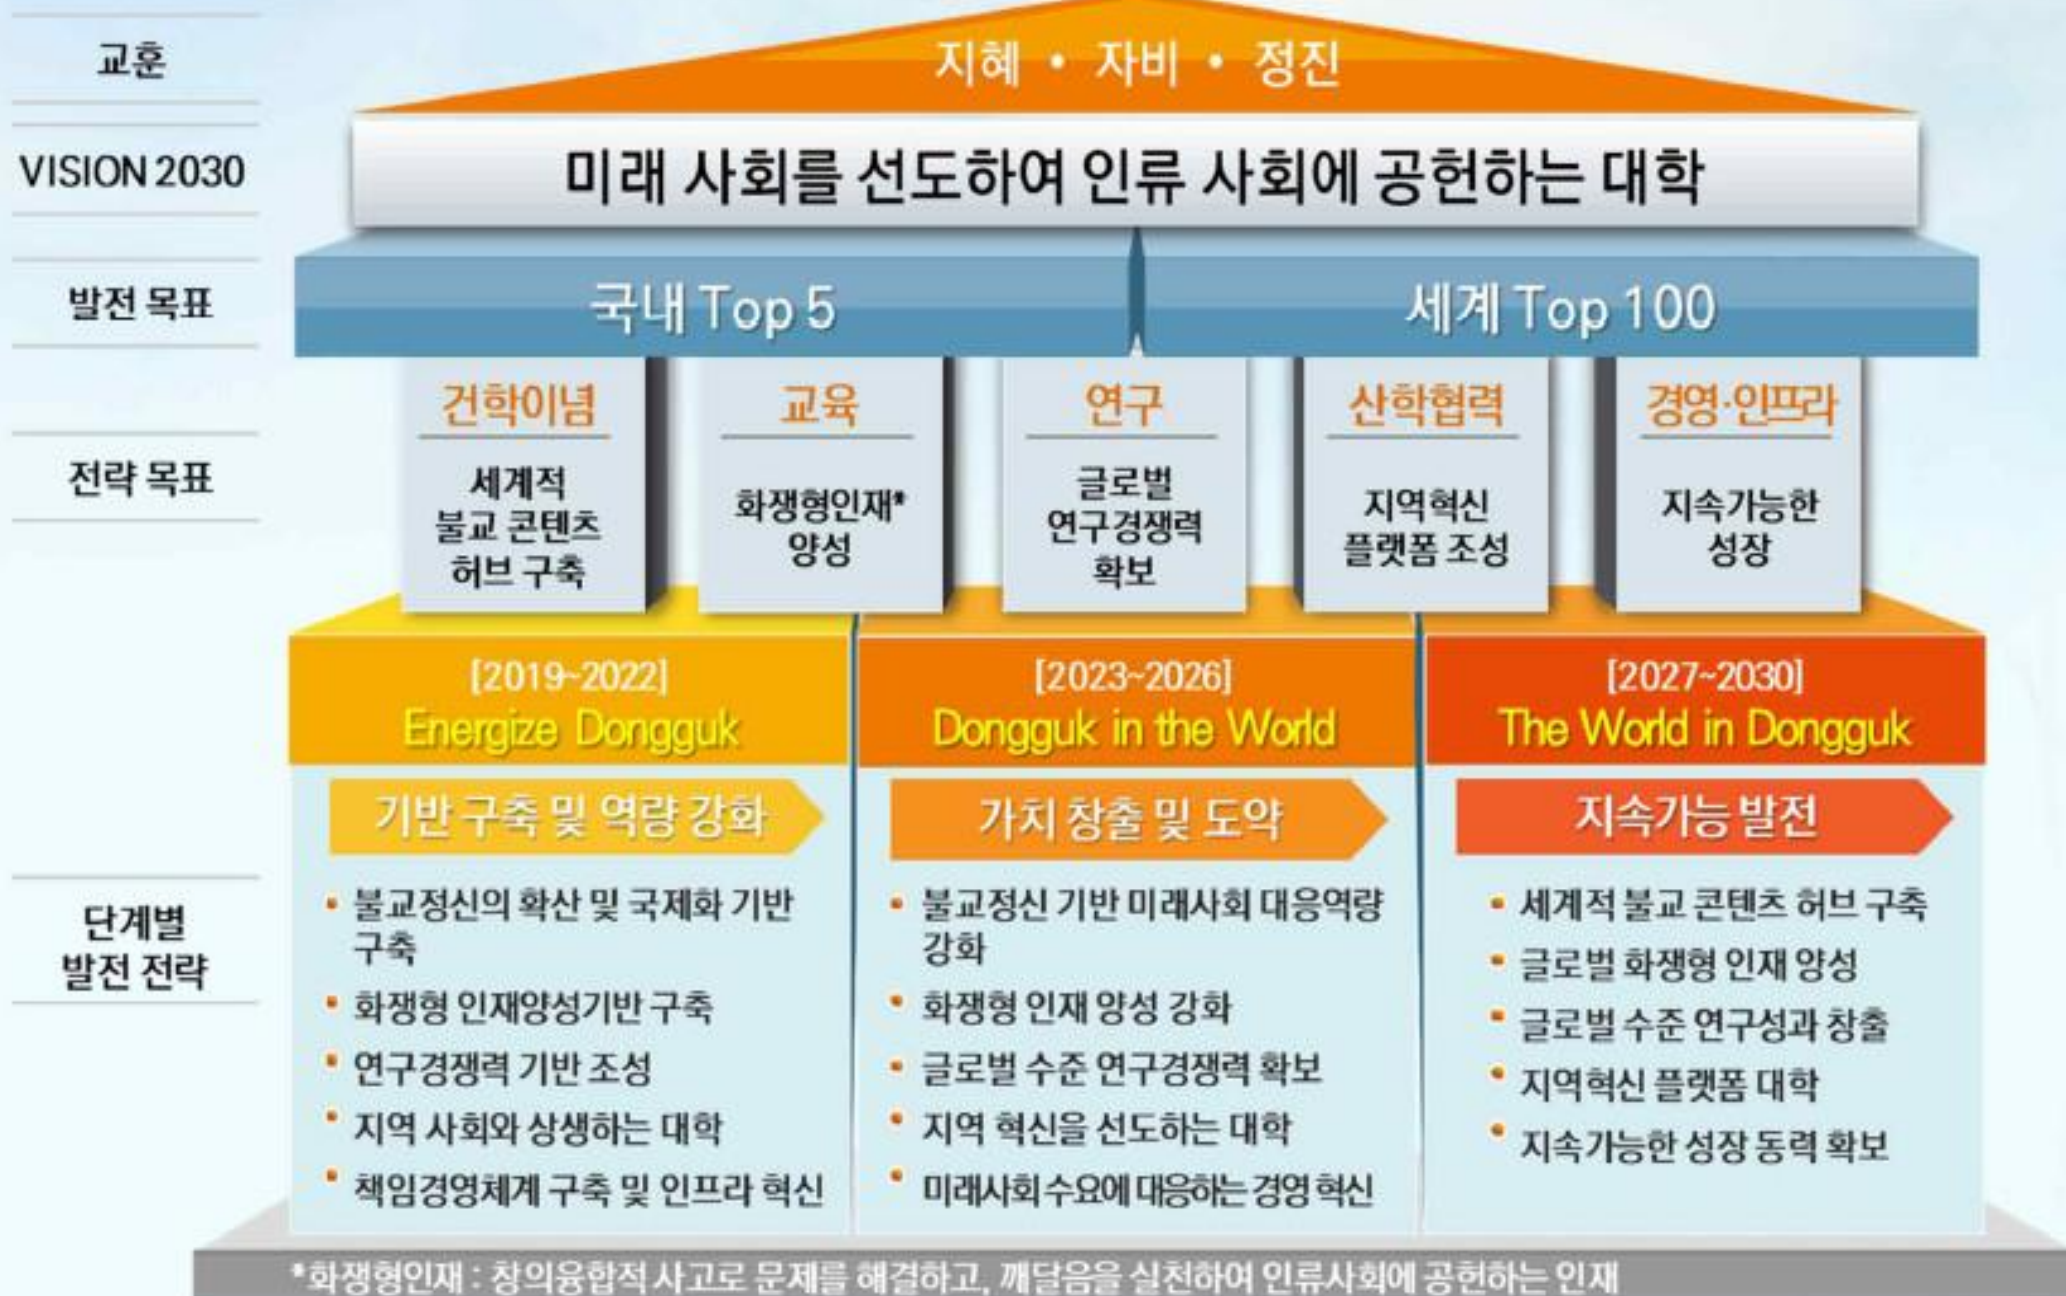 교훈
지혜 • 자비 • 정진
VISION 2030
미래 사회를 선도하여 인류 사회에 공헌하는 대학
발전 목표
국내 Top 5
세계 Top 100
전략 목표
건학이념
세계적
불교 콘텐츠
허브 구축
교육
화쟁형인재*
양성
연구
글로벌
연구경쟁력
확보
산학협력
지역혁신
플랫폼 조성
경영·인프라
지속가능한
성장
단계별
발전 전략
[2019~2022]
Energize Dongguk
기반 구축 및 역량 강화
• 불교정신의 확산 및 국제화 기반
구축
• 화쟁형 인재양성기반 구축
• 연구경쟁력 기반 조성
• 지역 사회와 상생하는 대학
• 책임경영체계 구축 및 인프라 혁신
[2023~2026]
Dongguk in the World
가치 창출 및 도약
• 불교정신 기반 미래사회 대응역량
강화
• 화쟁형 인재 양성 강화
• 글로벌 수준 연구경쟁력 확보
• 지역 혁신을 선도하는 대학
• 미래사회 수요에 대응하는 경영 혁신
[2027~2030]
The World in Dongguk
지속가능 발전
• 세계적 불교 콘텐츠 허브 구축
• 글로벌 화쟁형 인재 양성
• 글로벌 수준 연구성과 창출
• 지역혁신 플랫폼 대학
• 지속가능한 성장 동력 확보
*화쟁형인재 : 창의융합적 사고로 문제를 해결하고, 깨달음을 실천하여 인류사회에 공헌하는 인재